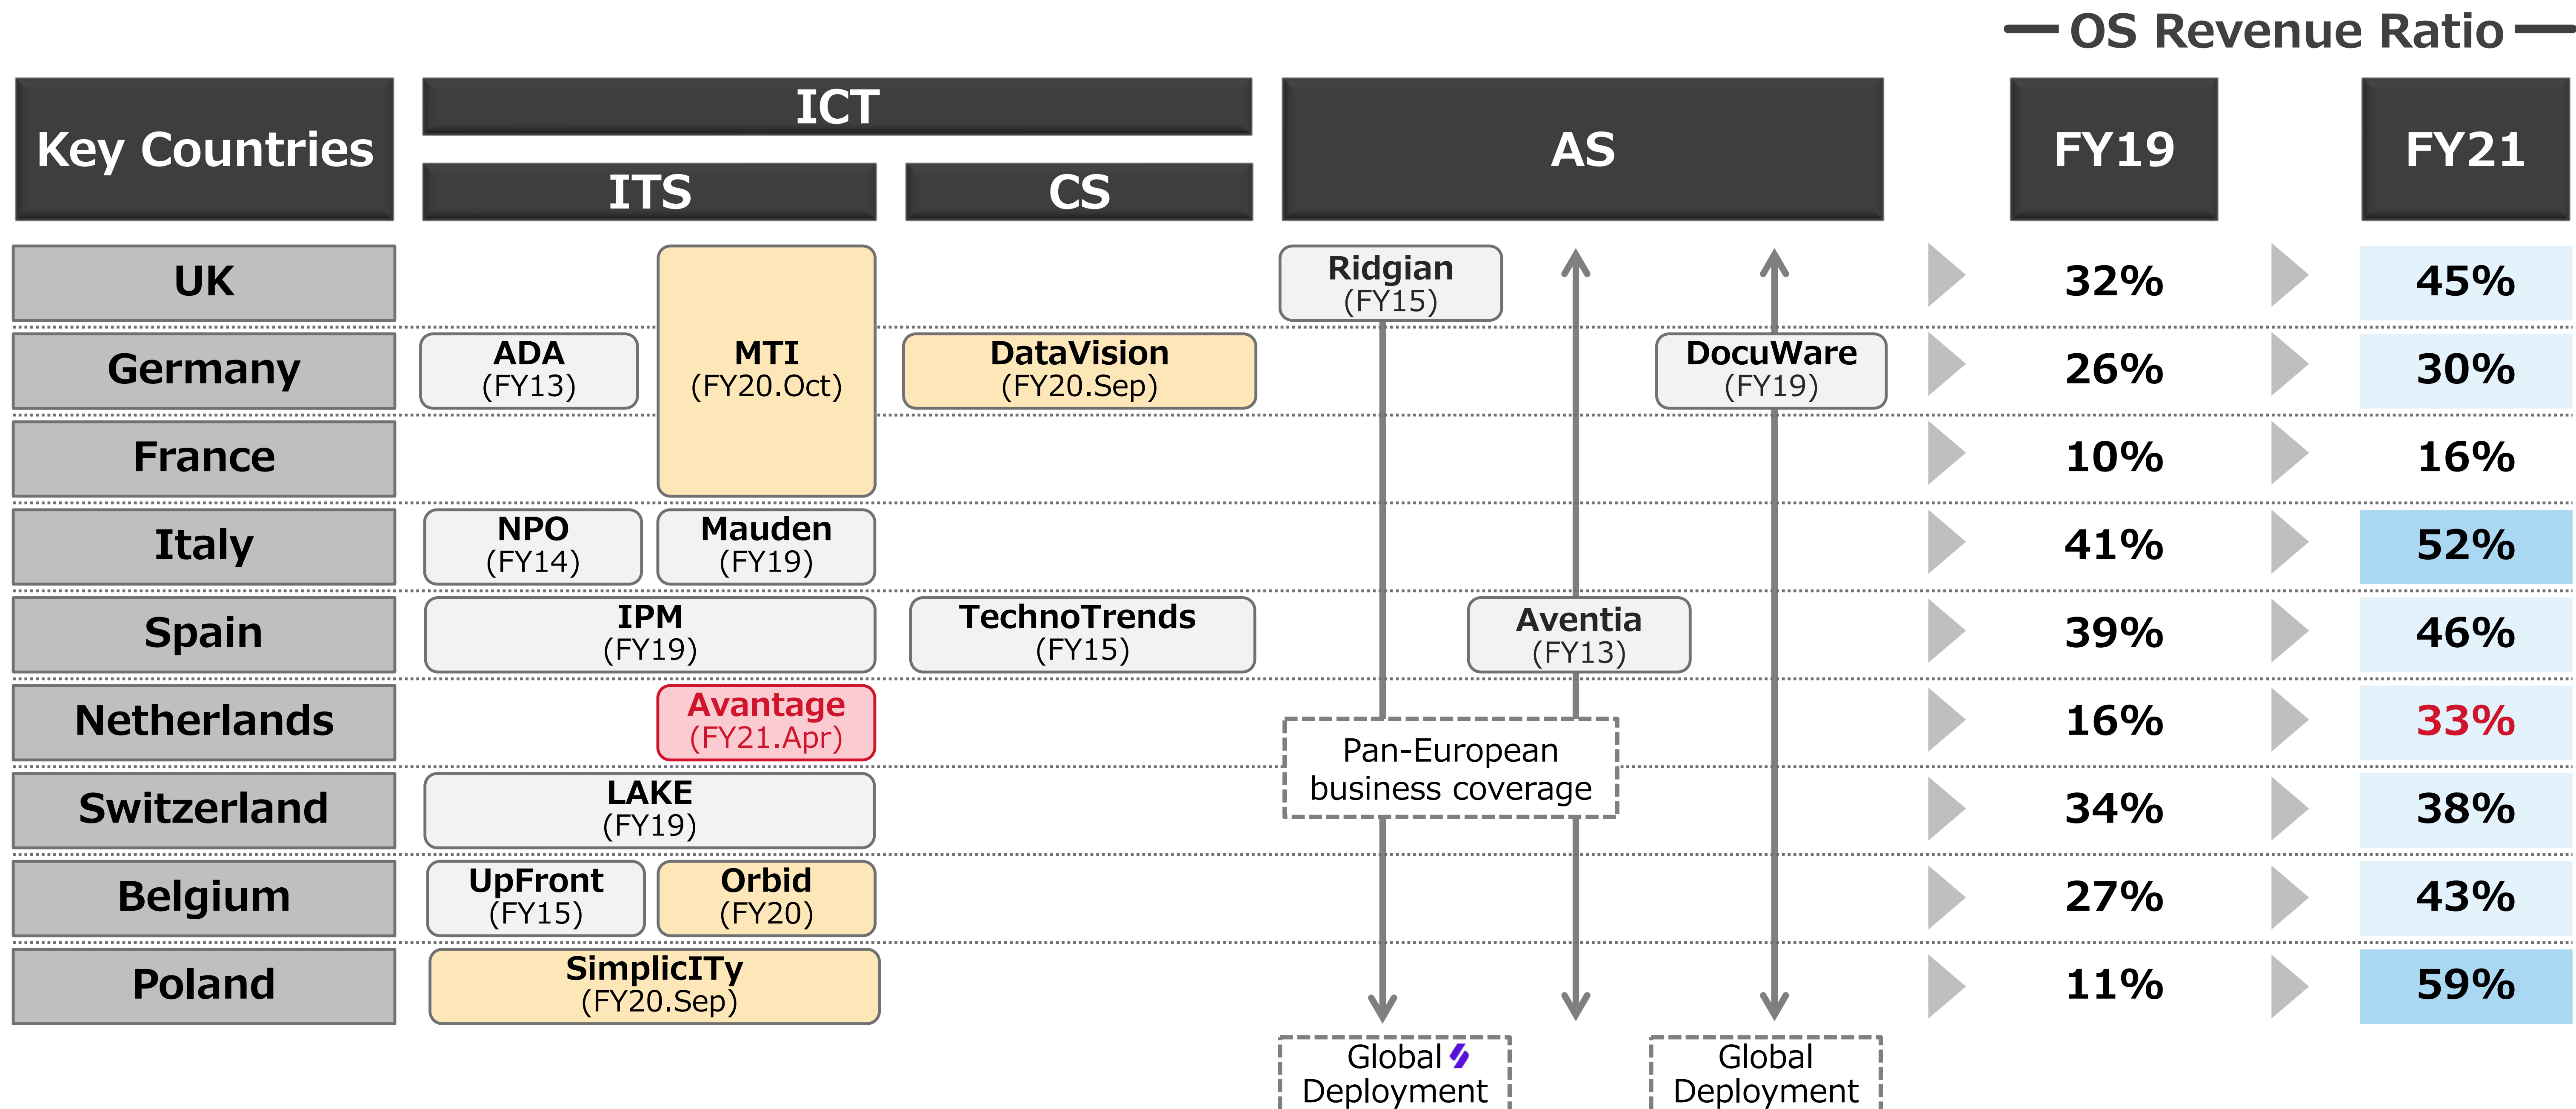 OS Revenue Ratio
Key Countries
ICT
ITS
CS
AS
FY19
FY21
UK
Ridgian
(FY15)
32%
45%
Germany
ADA
(FY13)
MTI
(FY20.Oct)
DataVision
(FY20.Sep)
DocuWare
(FY19)
26%
30%
France
10%
16%
Italy
NPO
(FY14)
Mauden
(FY19)
41%
52%
Spain
IPM
(FY19)
TechnoTrends
(FY15)
Aventia
(FY13)
39%
46%
Netherlands
Avantage
(FY21.Apr)
16%
33%
Pan-European
business coverage
Switzerland
LAKE
(FY19)
34%
38%
Belgium
UpFront
(FY15)
Orbid
(FY20)
27%
43%
Poland
SimplicITy
(FY20.Sep)
11%
59%
Global
Deployment
Global
Deployment